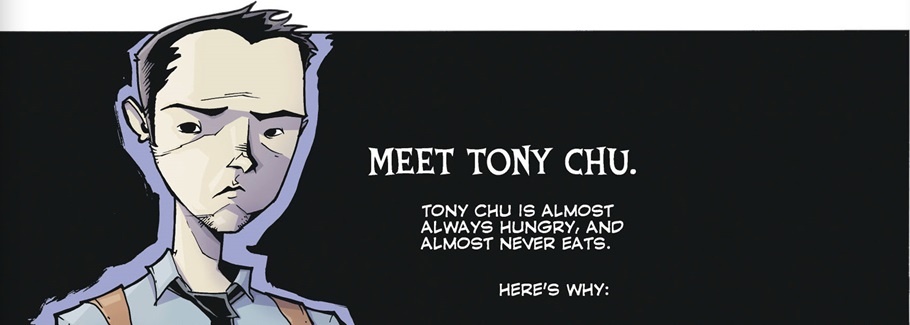 MEET TONY CHU.
TONY CHU IS ALMOST
ALWAYS HUNGRY, AND
ALMOST NEVER EATS.
HERE'S WHY: